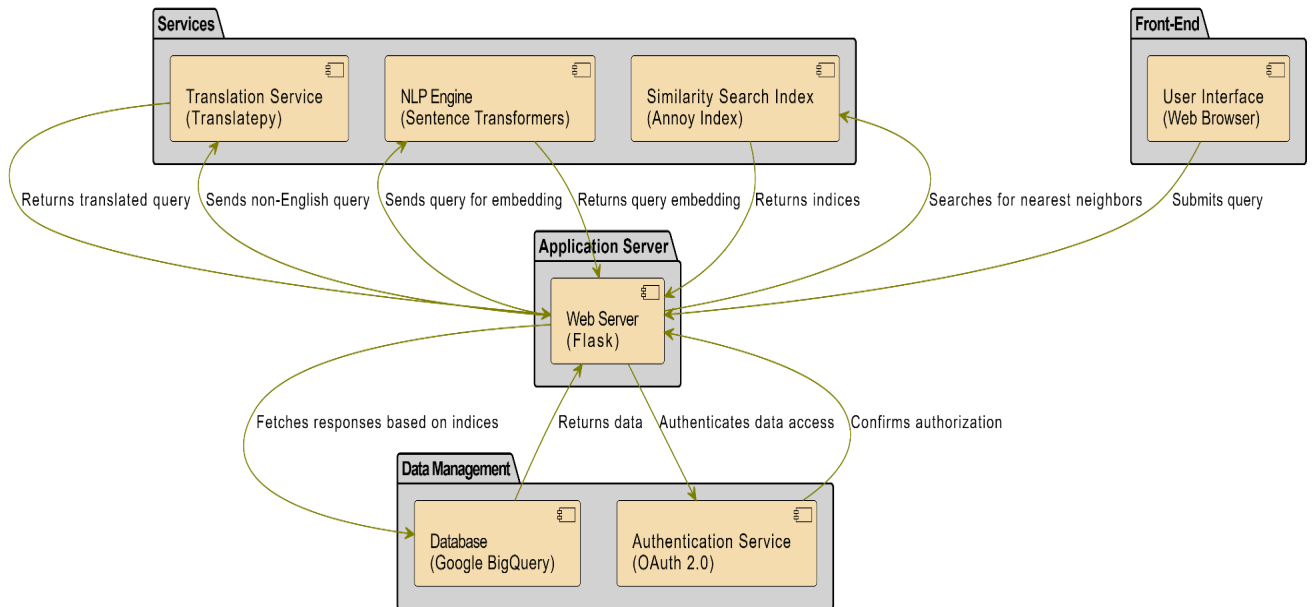 Services
Front-End
Translation Service
(Translatepy)
NLP Engine
(Sentence Transformers)
Similarity Search Index
(Annoy Index)
User Interface
(Web Browser)
Returns translated query
Sends non-English query
Sends query for embedding
Returns query embedding
Returns indices
Searches for nearest neighbors
Submits query
Application Server
Web Server
(Flask)
Fetches responses based on indices
Returns data
Authenticates data access
Confirms authorization
Data Management
Database
(Google BigQuery)
Authentication Service
(OAuth 2.0)